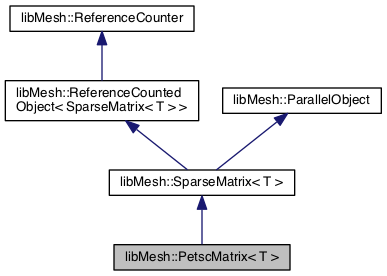 libMesh::ReferenceCounter
libMesh::ReferenceCounted
Object< SparseMatrix< T > >
libMesh::ParallelObject
libMesh::SparseMatrix< T >
libMesh::PetscMatrix< T >